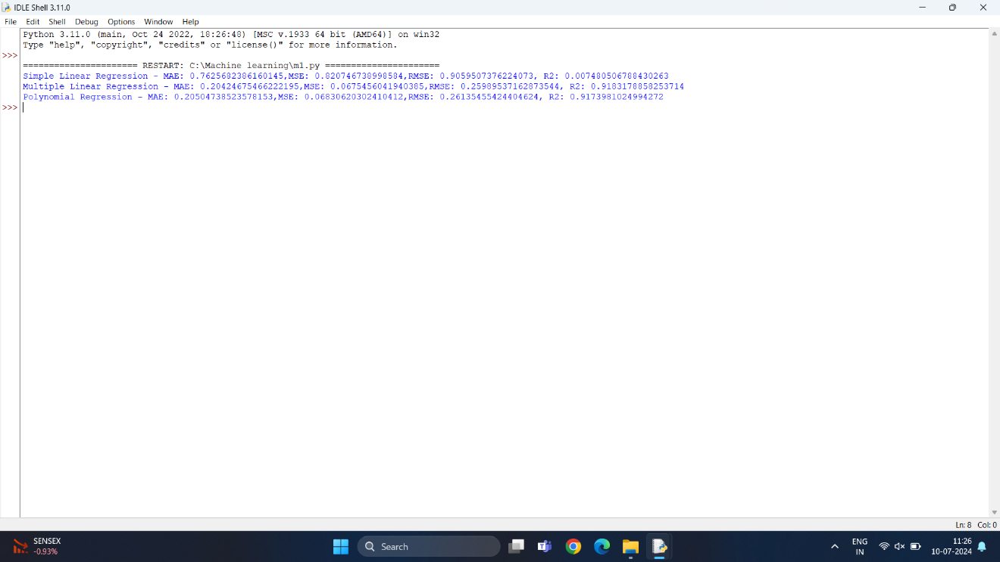 IDLE Shell 3.11.0
File Edit Shell Debug Options Window Help
Python 3.11.0 (main, Oct 24 2022, 18:26:48) [MSC v.1933 64 bit (AMD64)] on win32
Type "help", "copyright", "credits" or "license()" for more information.
>>>
====================== RESTART: C:\Machine learning\m1.py ======================
Simple Linear Regression - MAE: 0.7625682386160145,MSE: 0.820746738998584,RMSE: 0.9059507376224073, R2: 0.007480506788430263
Multiple Linear Regression - MAE: 0.20424675466222195,MSE: 0.0675456041940385,RMSE: 0.25989537162873544, R2: 0.9183178858253714
Polynomial Regression - MAE: 0.20504738523578153,MSE: 0.06830620302410412,RMSE: 0.26135455424404624, R2: 0.9173981024994272
>>>
Ln: 8 Col: 0
SENSEX
-0.93%
Search
ENG
IN
11:26
10-07-2024